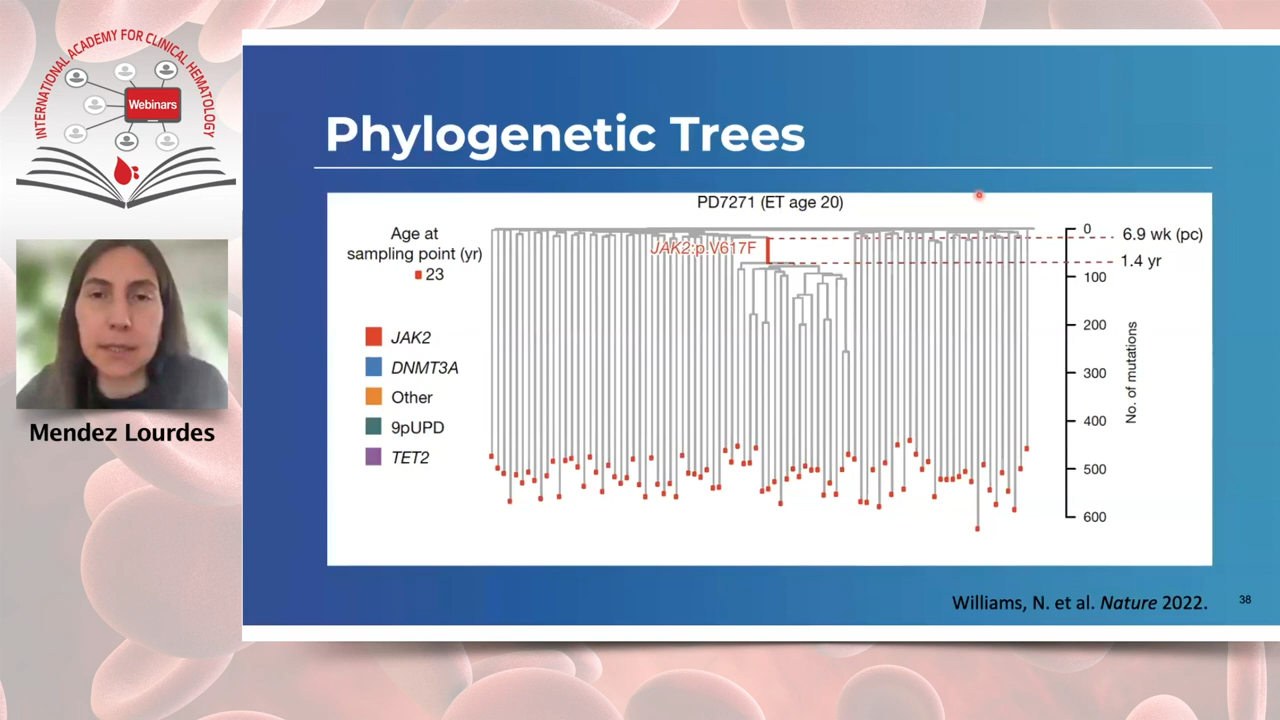 INTERNATIONAL ACADEMY FOR CLINICAL HEMATOLOGY
Webinars
Mendez Lourdes
Phylogenetic Trees
PD7271 (ET age 20)
Age at
sampling point (yr)
23
JAK2
DNMT3A
Other
9pUPD
TET2
JAK2:p.V617F
0
100
200
300
400
500
600
6.9 wk (pc)
1.4 yr
No. of mutations
Williams, N. et al. Nature 2022.
38